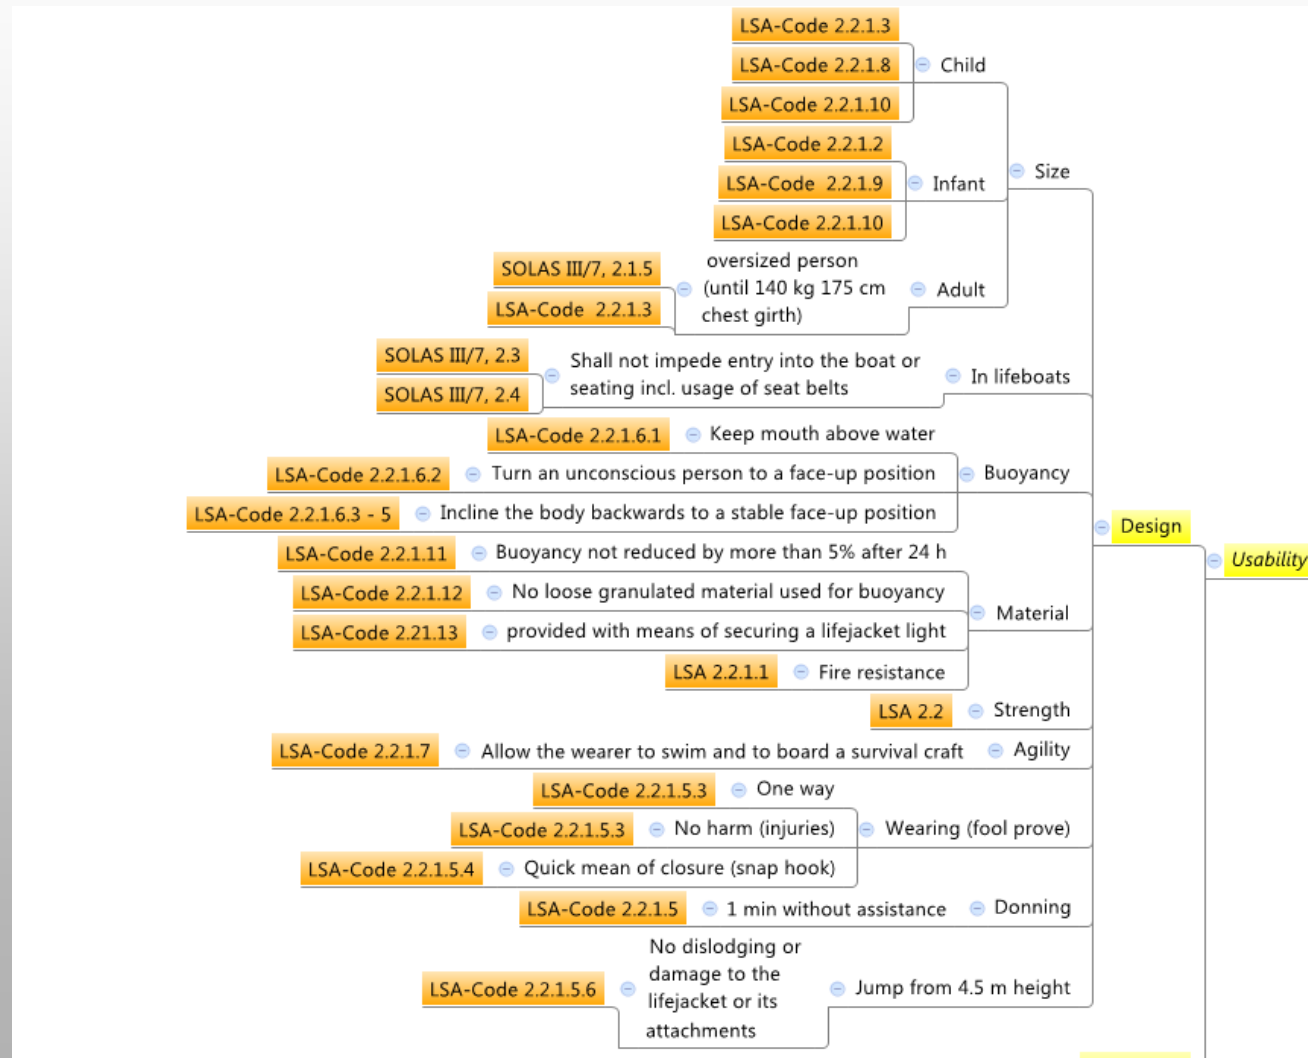 LSA-Code 2.2.1.3
LSA-Code 2.2.1.8
Child
LSA-Code 2.2.1.10
LSA-Code 2.2.1.2
Size
LSA-Code  2.2.1.9
Infant
LSA-Code 2.2.1.10
SOLAS III/7, 2.1.5
LSA-Code  2.2.1.3
oversized person
(until 140 kg 175 cm
chest girth)
Adult
SOLAS III/7, 2.3
SOLAS III/7, 2.4
Shall not impede entry into the boat or
seating incl. usage of seat belts
In lifeboats
LSA-Code 2.2.1.6.1
Keep mouth above water
LSA-Code 2.2.1.6.2
Turn an unconscious person to a face-up position
Buoyancy
LSA-Code 2.2.1.6.3 - 5
Incline the body backwards to a stable face-up position
Design
Usability
LSA-Code 2.2.1.11
Buoyancy not reduced by more than 5% after 24 h
LSA-Code 2.2.1.12
No loose granulated material used for buoyancy
Material
LSA-Code 2.21.13
provided with means of securing a lifejacket light
LSA 2.2.1.1
Fire resistance
LSA 2.2
Strength
LSA-Code 2.2.1.7
Allow the wearer to swim and to board a survival craft
Agility
LSA-Code 2.2.1.5.3
One way
LSA-Code 2.2.1.5.3
No harm (injuries)
Wearing (fool prove)
LSA-Code 2.2.1.5.4
Quick mean of closure (snap hook)
LSA-Code 2.2.1.5
1 min without assistance
Donning
LSA-Code 2.2.1.5.6
No dislodging or
damage to the
lifejacket or its
attachments
Jump from 4.5 m height